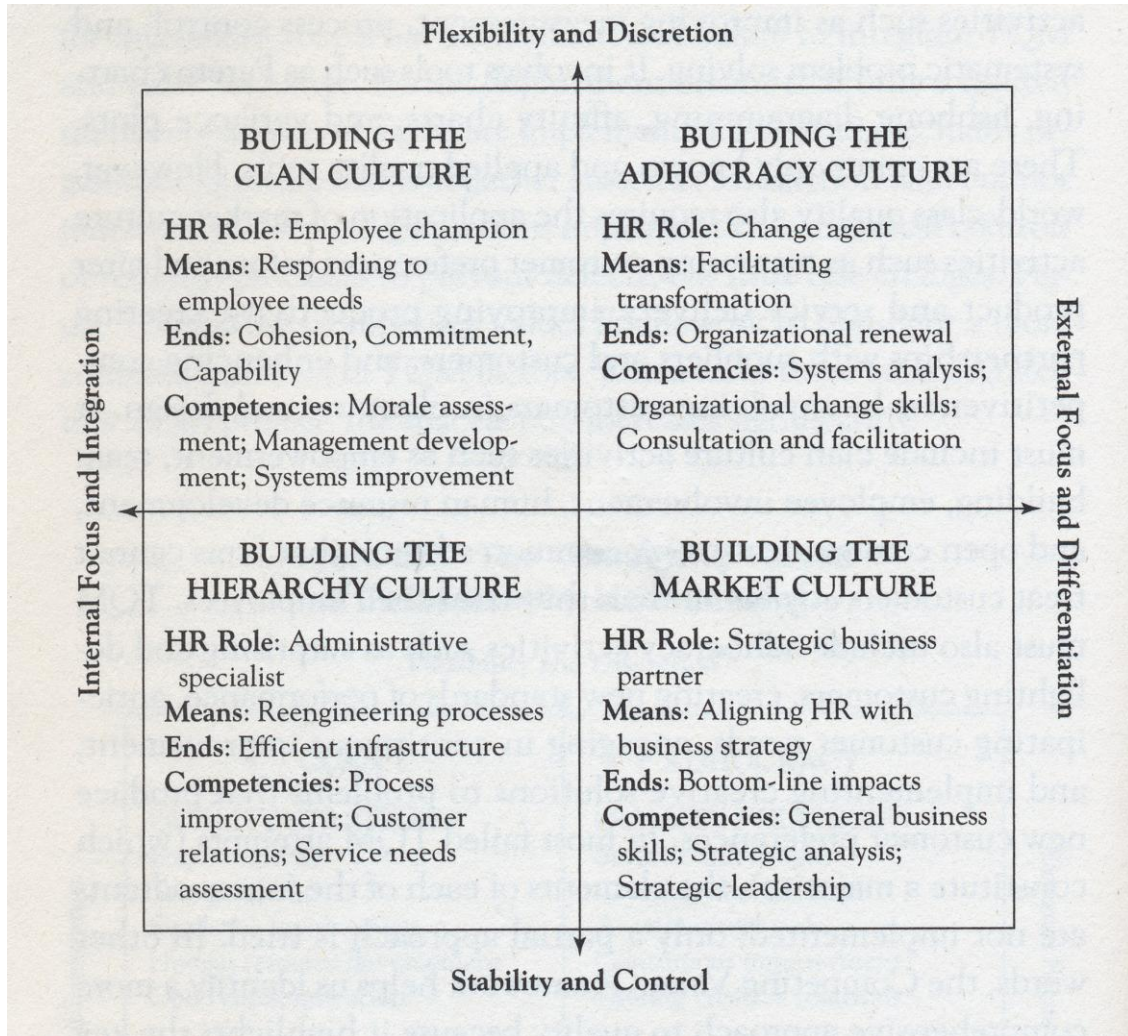 Flexibility and Discretion
BUILDING THE
CLAN CULTURE
HR Role: Employee champion
Means: Responding to
employee needs
Ends: Cohesion, Commitment,
Capability
Competencies: Morale assess-
ment; Management develop-
ment; Systems improvement
BUILDING THE
ADHOCRACY CULTURE
HR Role: Change agent
Means: Facilitating
transformation
Ends: Organizational renewal
Competencies: Systems analysis;
Organizational change skills;
Consultation and facilitation
Internal Focus and Integration
External Focus and Differentiation
BUILDING THE
HIERARCHY CULTURE
HR Role: Administrative
specialist
Means: Reengineering processes
Ends: Efficient infrastructure
Competencies: Process
improvement; Customer
relations; Service needs
assessment
BUILDING THE
MARKET CULTURE
HR Role: Strategic business
partner
Means: Aligning HR with
business strategy
Ends: Bottom-line impacts
Competencies: General business
skills; Strategic analysis;
Strategic leadership
Stability and Control